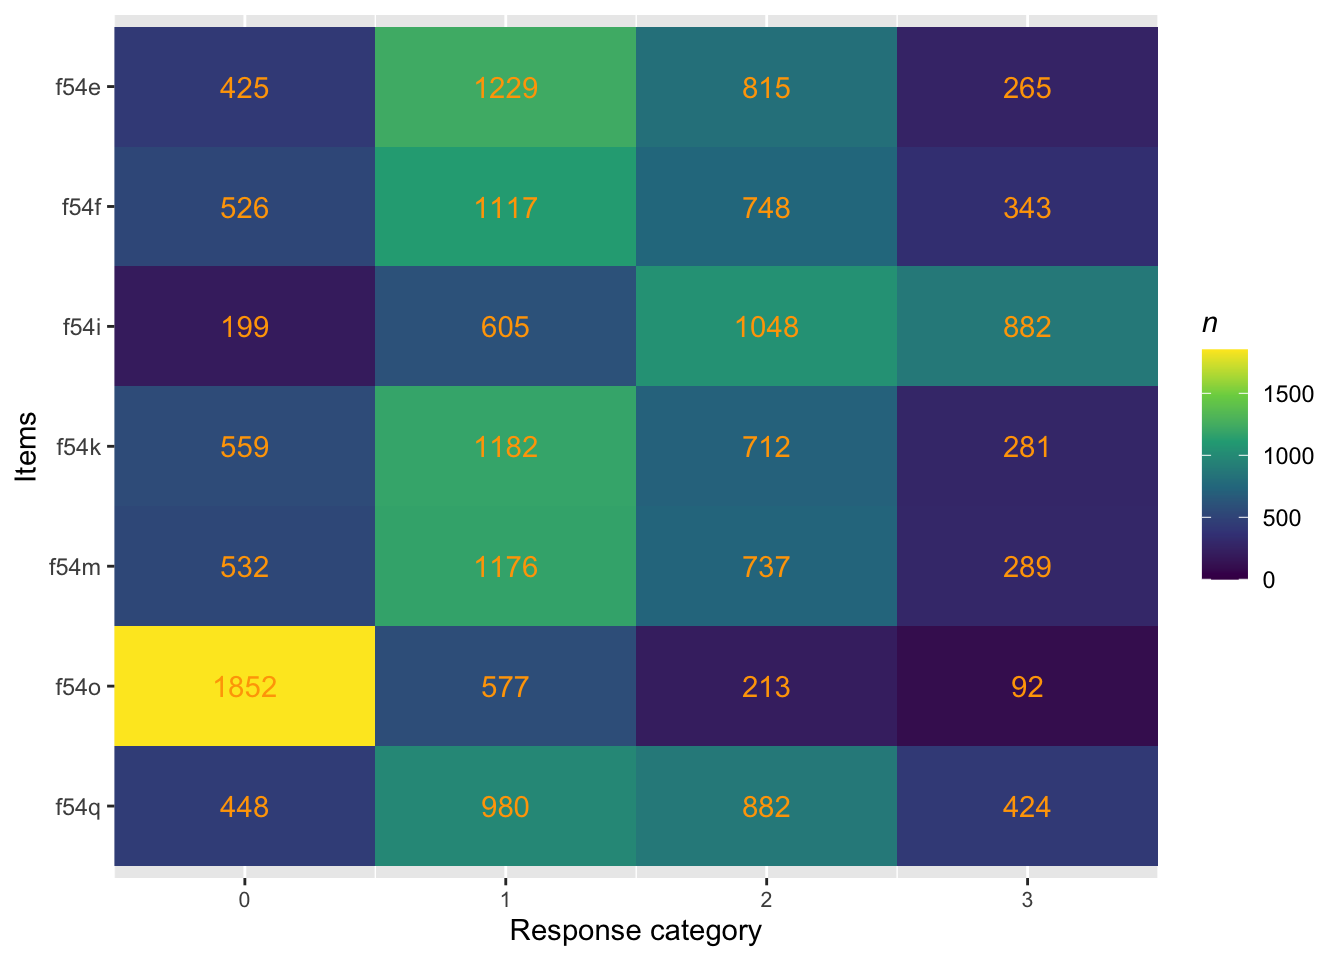 f54e 425 1229 815 265
f54f 526 1117 748 343
f54i 199 605 1048 882
f54k 559 1182 712 281
f54m 532 1176 737 289
f54o 1852 577 213 92
f54q 448 980 882 424
0 1 2 3
Response category
Items
n
1500
1000
500
0